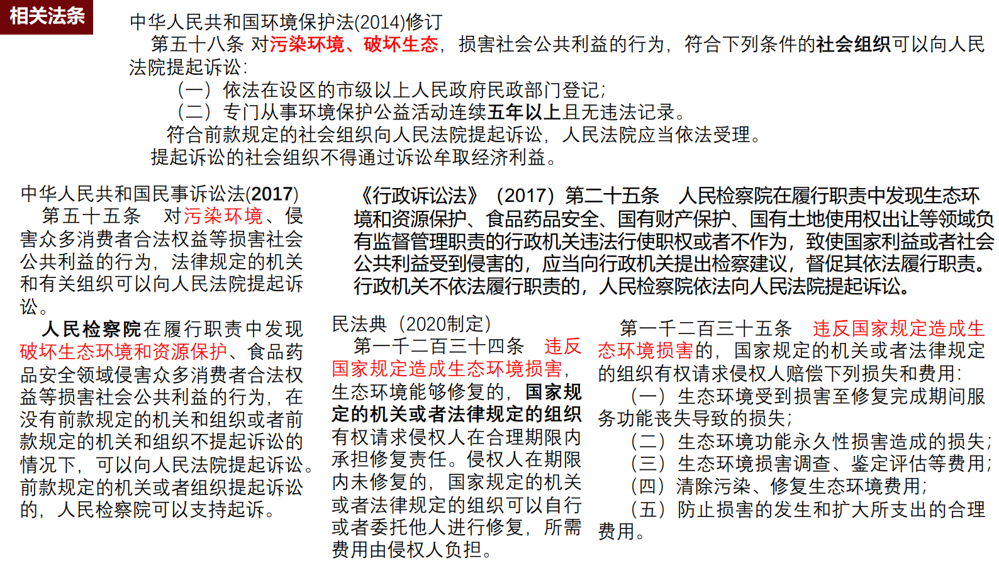 相关法条
中华人民共和国环境保护法(2014)修订
第五十八条 对污染环境、破坏生态，损害社会公共利益的行为，符合下列条件的社会组织可以向人民
法院提起诉讼：
（一）依法在设区的市级以上人民政府民政部门登记；
（二）专门从事环境保护公益活动连续五年以上且无违法记录。
符合前款规定的社会组织向人民法院提起诉讼，人民法院应当依法受理。
提起诉讼的社会组织不得通过诉讼牟取经济利益。
中华人民共和国民事诉讼法(2017)
第五十五条　对污染环境、侵
害众多消费者合法权益等损害社会
公共利益的行为，法律规定的机关
和有关组织可以向人民法院提起诉
讼。
人民检察院在履行职责中发现
破坏生态环境和资源保护、食品药
品安全领域侵害众多消费者合法权
益等损害社会公共利益的行为，在
没有前款规定的机关和组织或者前
款规定的机关和组织不提起诉讼的
情况下，可以向人民法院提起诉讼。
前款规定的机关或者组织提起诉讼
的，人民检察院可以支持起诉。
《行政诉讼法》（2017）第二十五条　人民检察院在履行职责中发现生态环
境和资源保护、食品药品安全、国有财产保护、国有土地使用权出让等领域负
有监督管理职责的行政机关违法行使职权或者不作为，致使国家利益或者社会
公共利益受到侵害的，应当向行政机关提出检察建议，督促其依法履行职责。
行政机关不依法履行职责的，人民检察院依法向人民法院提起诉讼。
民法典（2020制定）
第一千二百三十四条　违反
国家规定造成生态环境损害，
生态环境能够修复的，国家规
定的机关或者法律规定的组织
有权请求侵权人在合理期限内
承担修复责任。侵权人在期限
内未修复的，国家规定的机关
或者法律规定的组织可以自行
或者委托他人进行修复，所需
费用由侵权人负担。
第一千二百三十五条　违反国家规定造成生
态环境损害的，国家规定的机关或者法律规定
的组织有权请求侵权人赔偿下列损失和费用：
（一）生态环境受到损害至修复完成期间服
务功能丧失导致的损失；
（二）生态环境功能永久性损害造成的损失；
（三）生态环境损害调查、鉴定评估等费用；
（四）清除污染、修复生态环境费用；
（五）防止损害的发生和扩大所支出的合理
费用。